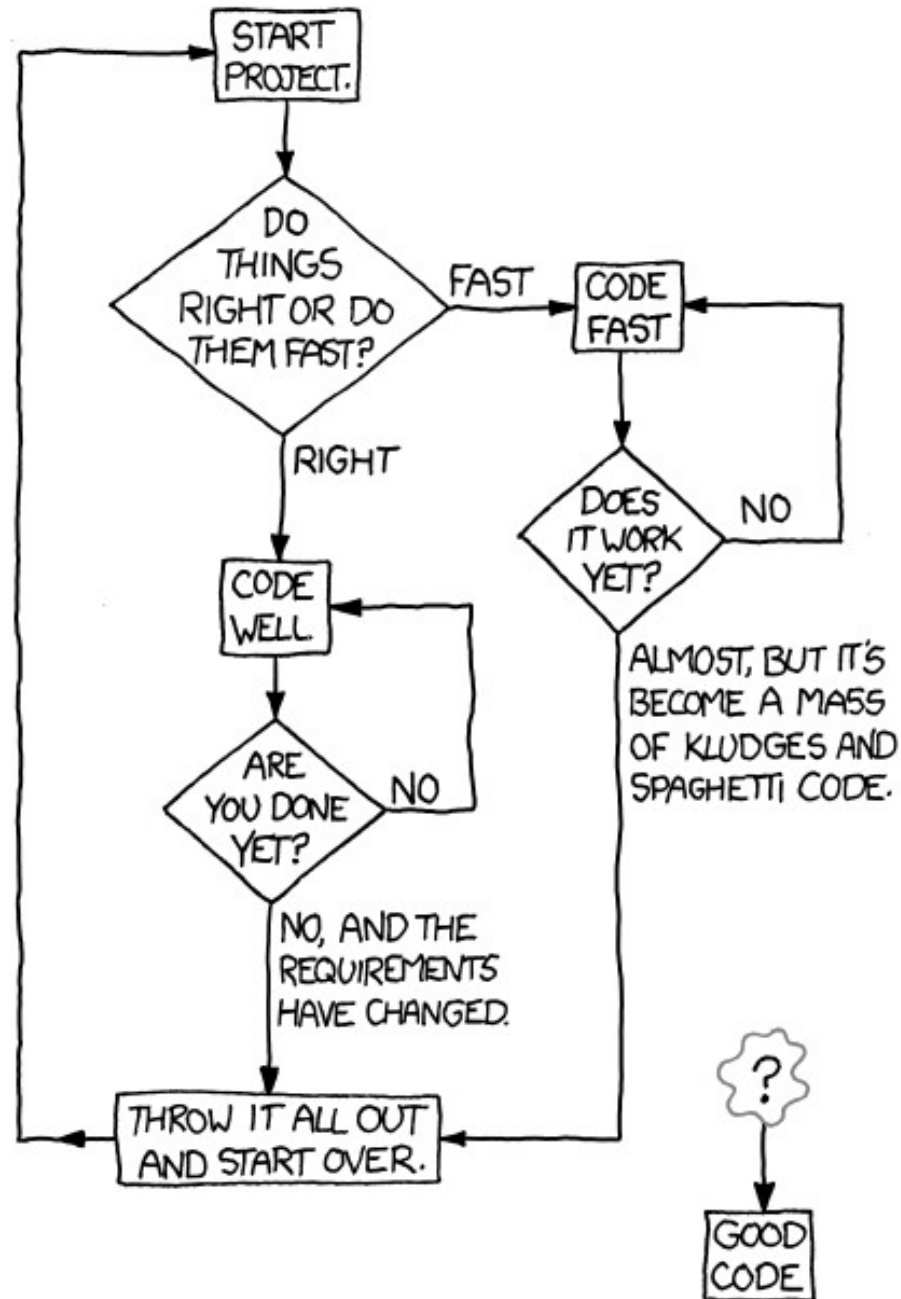 START
PROJECT.
DO
THINGS
RIGHT OR DO
THEM FAST?
FAST
CODE
FAST
RIGHT
DOES
IT WORK
YET?
NO
CODE
WELL.
ALMOST, BUT IT'S
BECOME A MASS
OF KLUDGES AND
SPAGHETTI CODE.
ARE
YOU DONE
YET?
NO
NO, AND THE
REQUIREMENTS
HAVE CHANGED.
THROW IT ALL OUT
AND START OVER.
?
GOOD
CODE